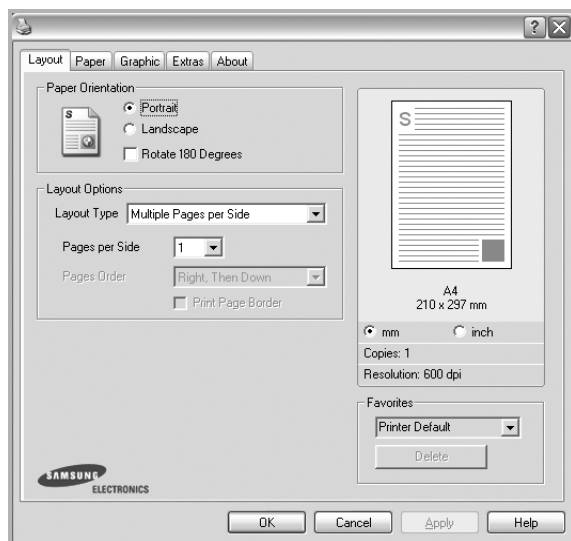 Layout Paper Graphic Extras About
Paper Orientation
S
Portrait
Landscape
Rotate 180 Degrees
Layout Options
Layout Type Multiple Pages per Side
Pages per Side 1
Pages Order Right, Then Down
Print Page Border
S
A4
210 x 297 mm
mm inch
Copies: 1
Resolution: 600 dpi
Favorites
Printer Default
Delete
SAMSUNG
ELECTRONICS
OK Cancel Apply Help